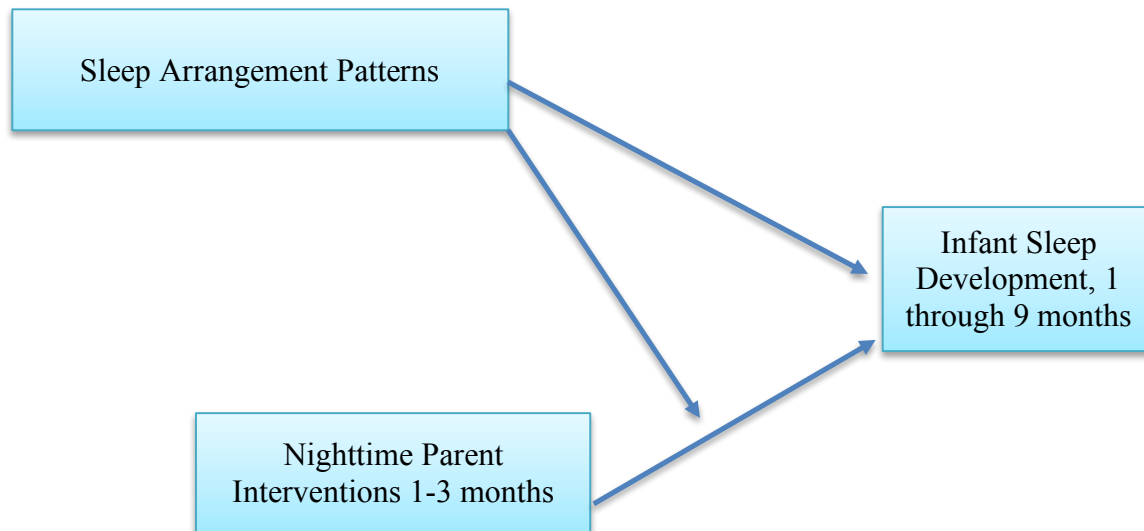 Sleep Arrangement Patterns
Infant Sleep
Development, 1
through 9 months
Nighttime Parent
Interventions 1-3 months